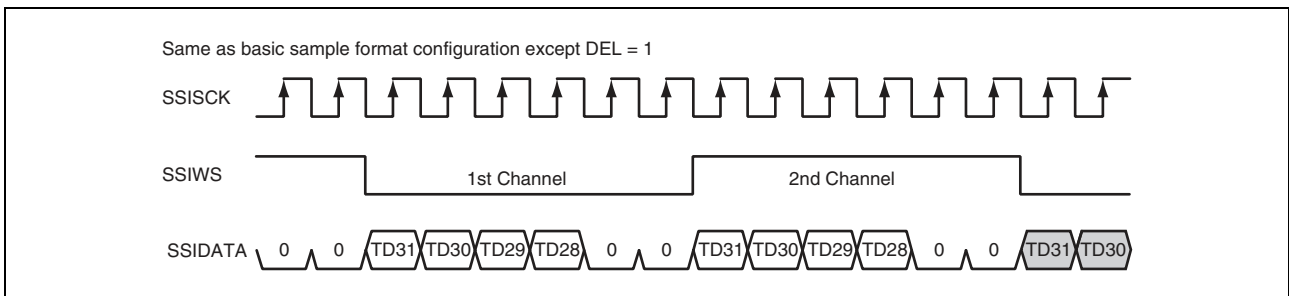 Same as basic sample format configuration except DEL = 1
SSISCK
SSIWS 1st Channel 2nd Channel
SSIDATA 0 0 TD31 TD30 TD29 TD28 0 0 TD31 TD30 TD29 TD28 0 0 TD31 TD30